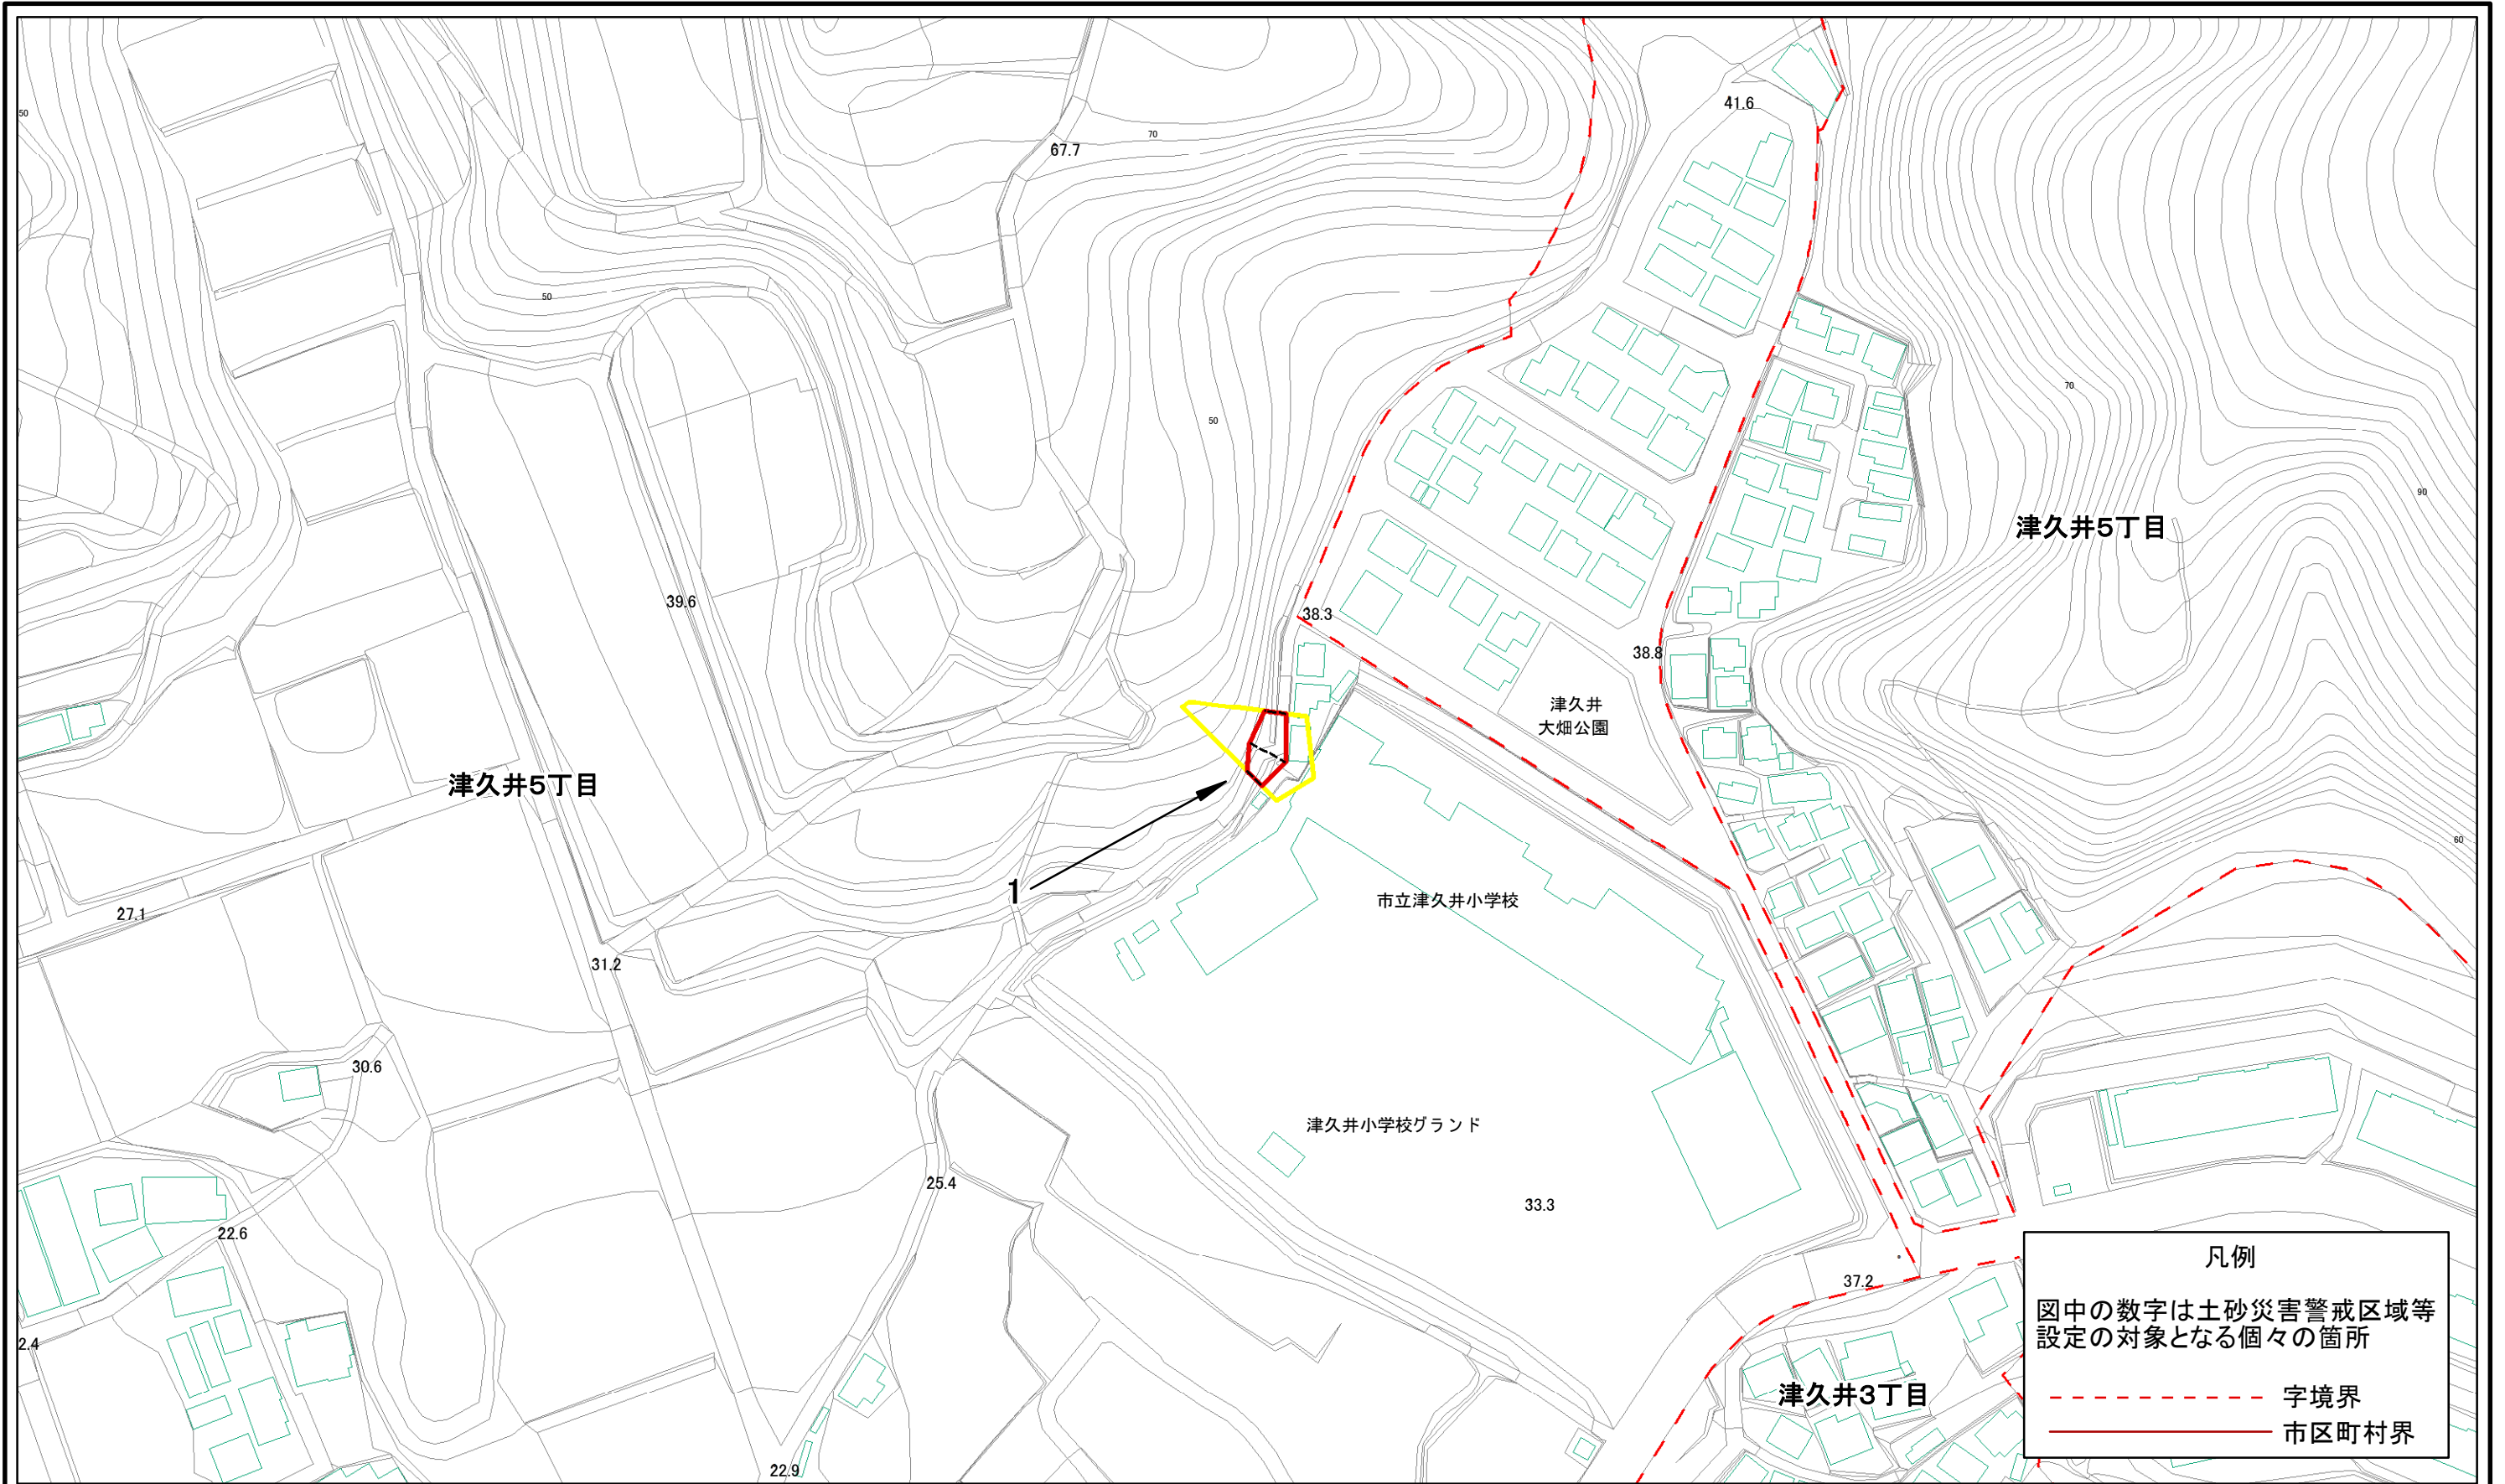 50
41.6
70
67.7
50
50
70
90
津久井5丁目
39.6
38.3
38.8
津久井
大畑公園
津久井5丁目
60
1
市立津久井小学校
27.1
31.2
30.6
津久井小学校グランド
25.4
33.3
22.6
37.2
2.4
津久井3丁目
22.9
凡例
図中の数字は土砂災害警戒区域等
設定の対象となる個々の箇所
字境界
市区町村界